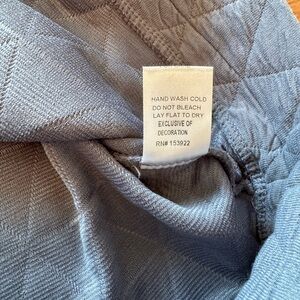 HAND WASH COLD
DO NOT BLEACH
LAY FLAT TO DRY
EXCLUSIVE OF
DECORATION
RN# 153922